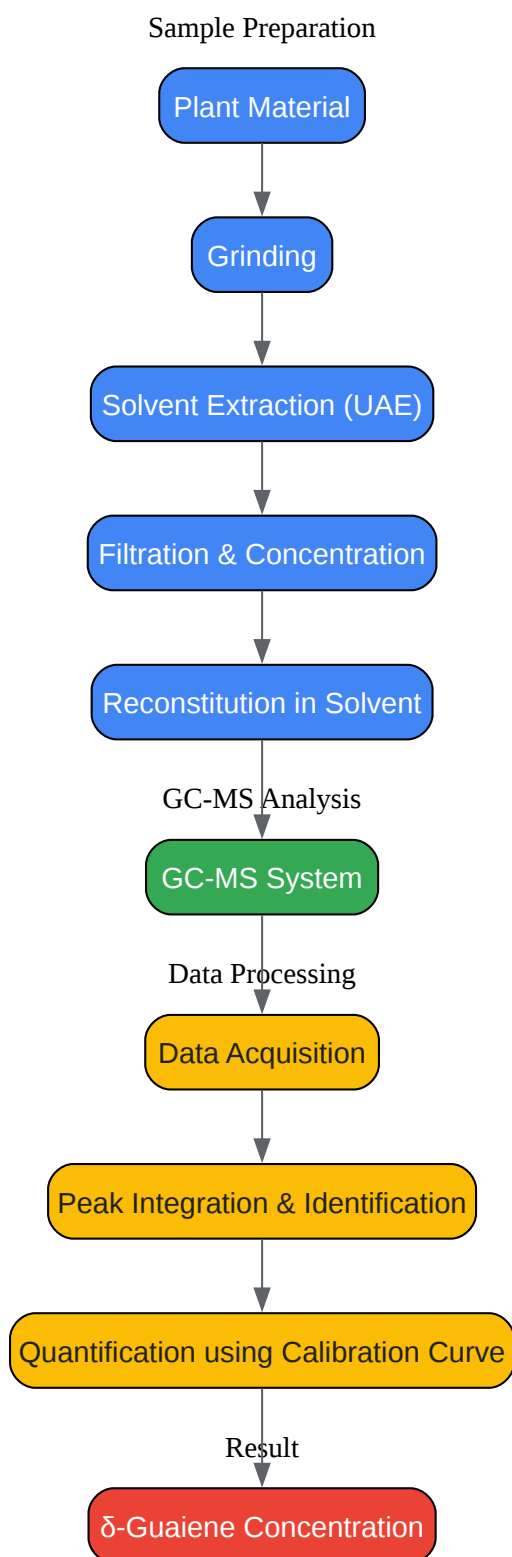 Sample Preparation
Plant Material
Grinding
Solvent Extraction (UAE)
Filtration & Concentration
Reconstitution in Solvent
GC-MS Analysis
GC-MS System
Data Processing
Data Acquisition
Peak Integration & Identification
Quantification using Calibration Curve
Result
δ-Guaiene Concentration